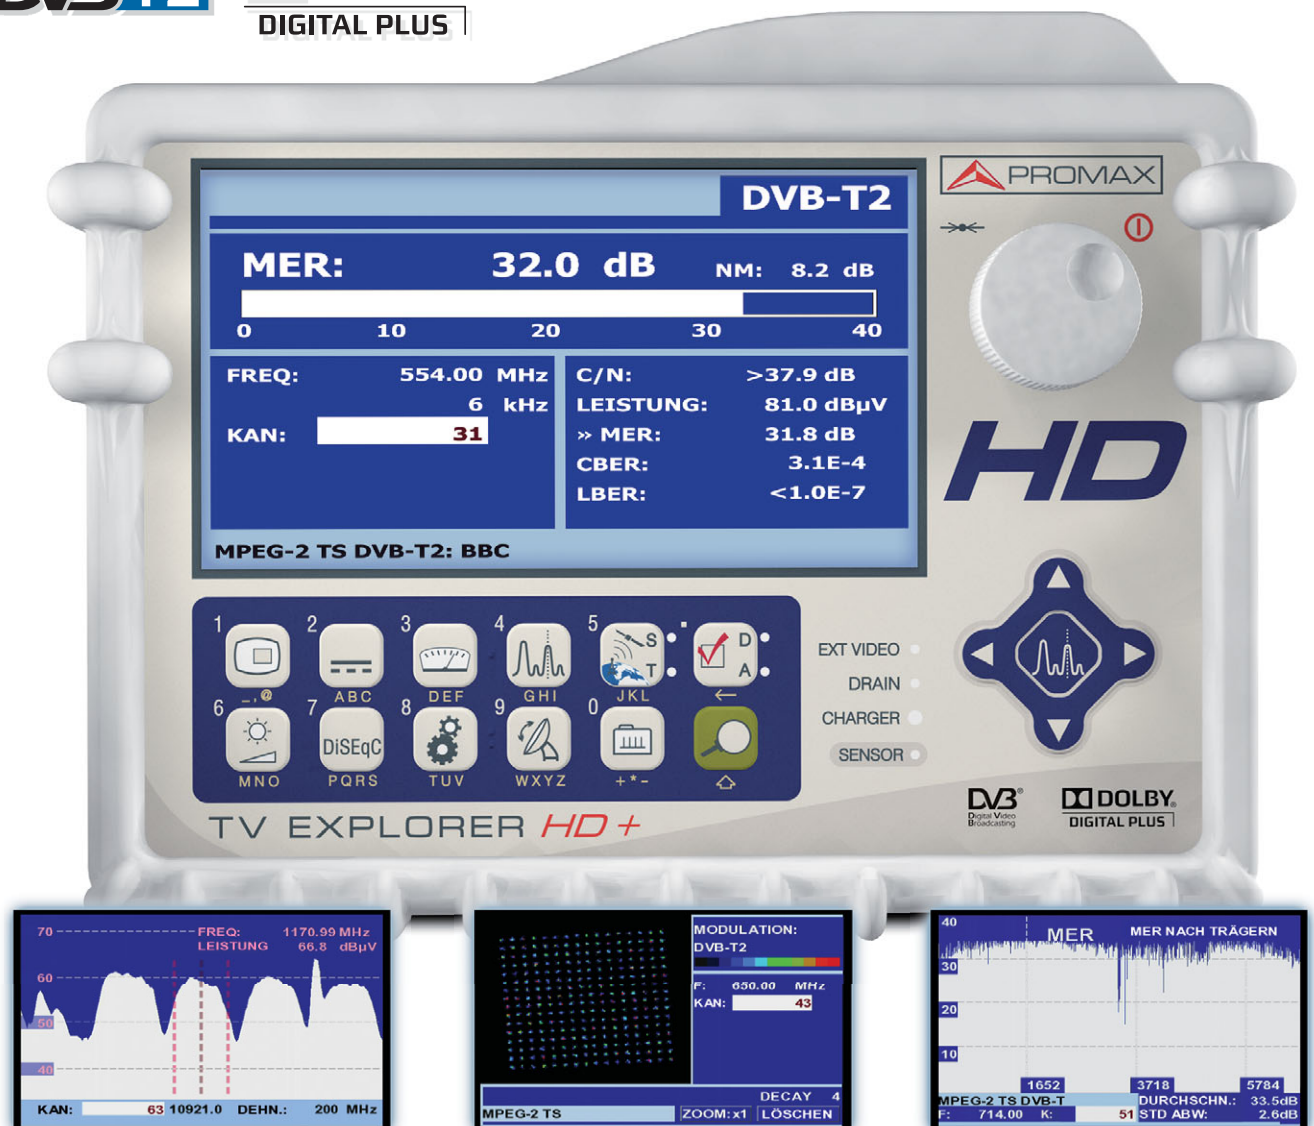 DIGITAL PLUS
PROMAX
DVB-T2
MER: 32.0 dB NM: 8.2 dB
0 10 20 30 40
FREQ: 554.00 MHz
6 kHz
KAN: 31
C/N: >37.9 dB
LEISTUNG: 81.0 dBµV
» MER: 31.8 dB
CBER: 3.1E-4
LBER: <1.0E-7
MPEG-2 TS DVB-T2: BBC
HD
1 2 3 4 5
S D
T A
_,@ ABC DEF GHI JKL ←
6 7 8 9 0
DiSEqC
MNO PQRS TUV WXYZ +*-
EXT VIDEO
DRAIN
CHARGER
SENSOR
TV EXPLORER HD+
DVB®
Digital Video
Broadcasting
DOLBY®
DIGITAL PLUS
70 FREQ: 1170.99 MHz
LEISTUNG 66,8 dBµV
60
50
40
KAN: 63 10921.0 DEHN.: 200 MHz
MODULATION:
DVB-T2
F: 650.00 MHz
KAN: 43
DECAY 4
MPEG-2 TS ZOOM:x1 LÖSCHEN
40 MER MER NACH TRÄGERN
30
20
10
1652 3718 5784
MPEG-2 TS DVB-T DURCHSCHN.: 33.5dB
F: 714.00 K: 51 STD ABW: 2.6dB